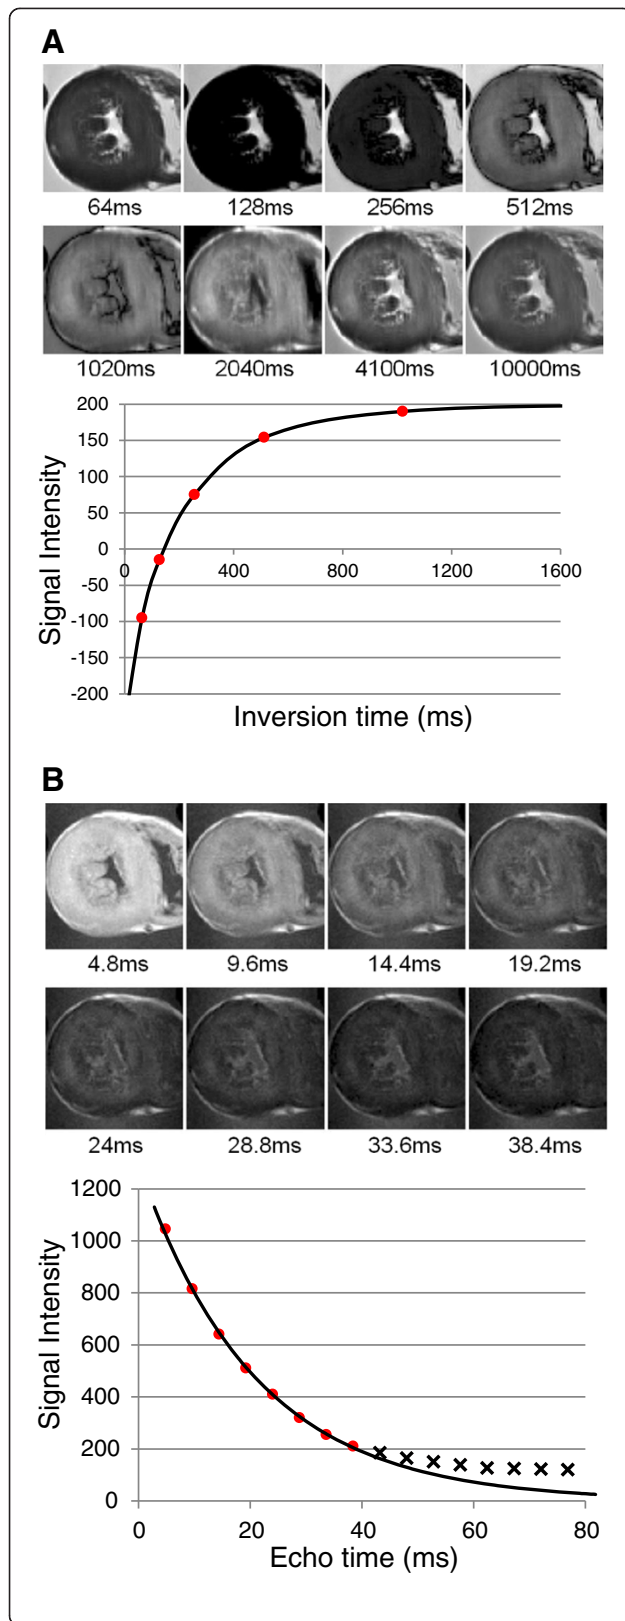 A
64ms 128ms 256ms 512ms
1020ms 2040ms 4100ms 10000ms
200
150
100
50
0
-50
-100
-150
-200
0 400 800 1200 1600
Signal Intensity
Inversion time (ms)
B
4.8ms 9.6ms 14.4ms 19.2ms
24ms 28.8ms 33.6ms 38.4ms
1200
1000
800
600
400
200
0
0 20 40 60 80
Signal Intensity
Echo time (ms)